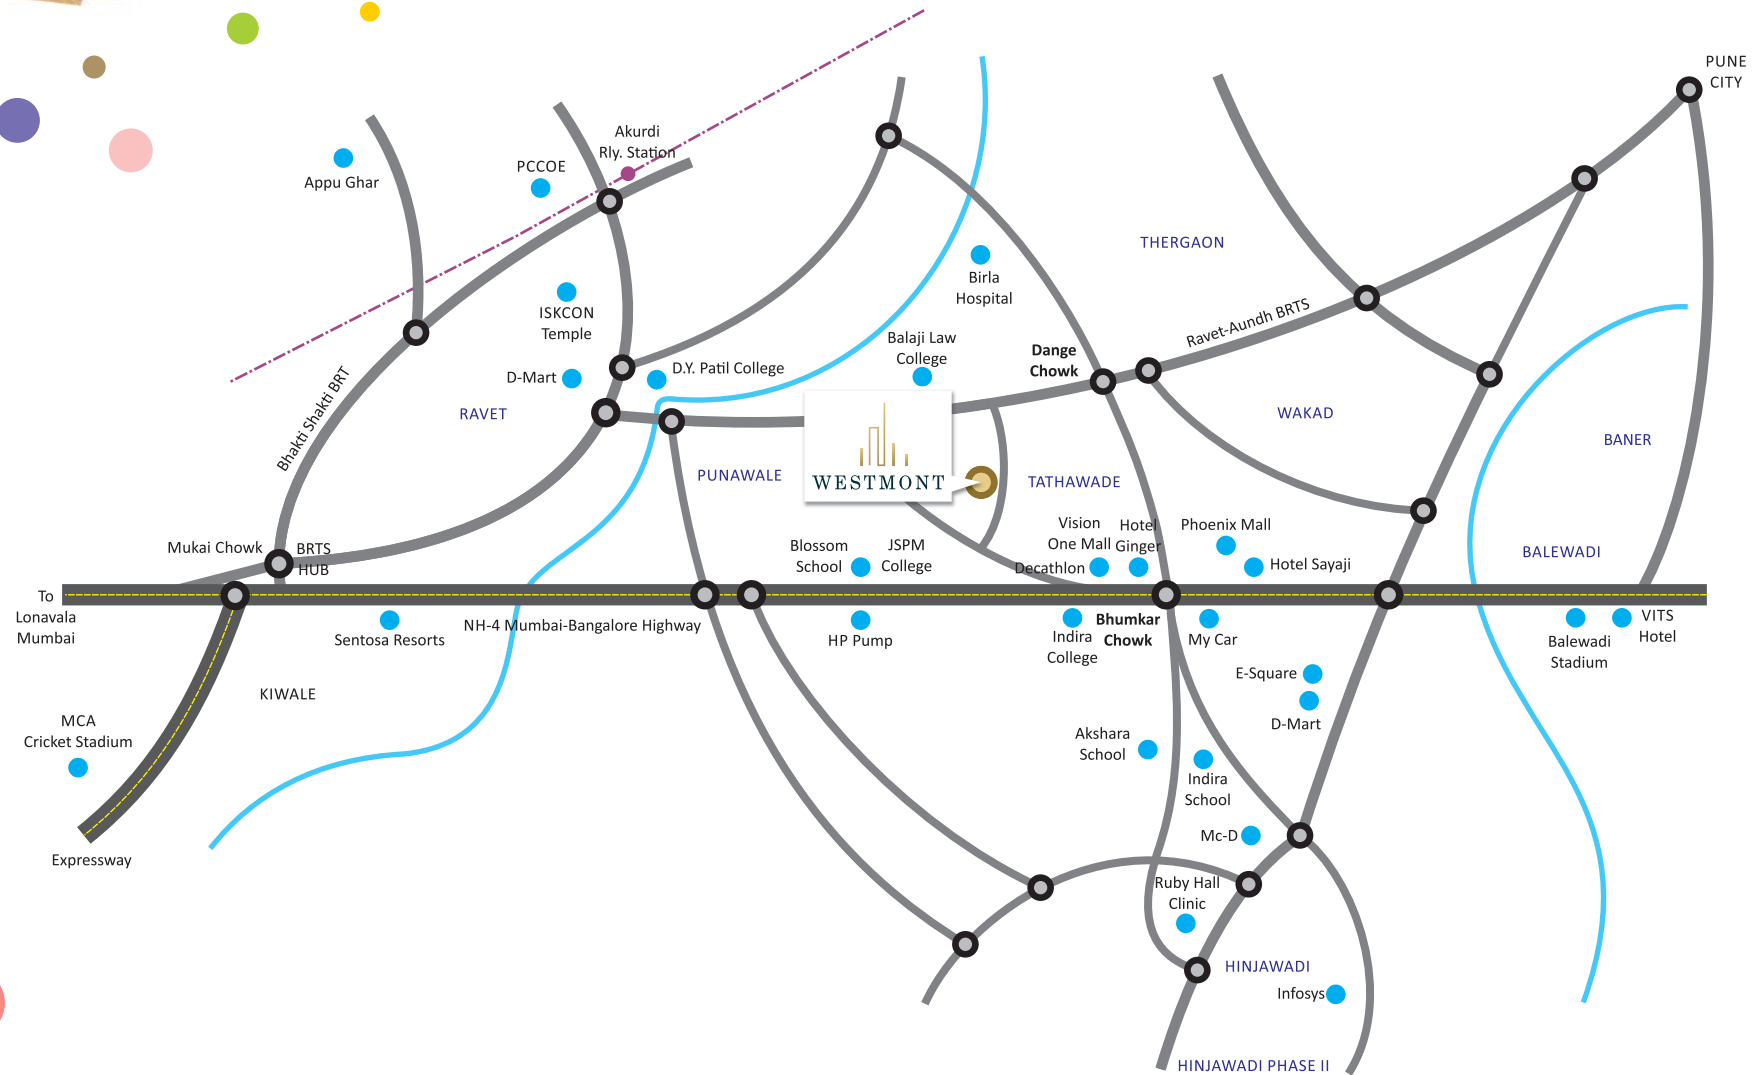 PUNE
CITY
Akurdi
Rly. Station
PCCOE
Appu Ghar
THERGAON
Birla
Hospital
ISKCON
Temple
Ravet-Aundh BRTS
Balaji Law
College
Dange
Chowk
D.Y. Patil College
D-Mart
Bhakti Shakti BRT
RAVET
WAKAD
BANER
PUNAWALE
WESTMONT
TATHAWADE
Vision
One Mall
Hotel
Ginger
Phoenix Mall
Mukai Chowk
BRTS
HUB
Blossom
School
JSPM
College
Decathlon
Hotel Sayaji
BALEWADI
To
Lonavala
Mumbai
Sentosa Resorts
NH-4 Mumbai-Bangalore Highway
HP Pump
Indira
College
Bhumkar
Chowk
My Car
Balewadi
Stadium
VITS
Hotel
KIWALE
E-Square
D-Mart
MCA
Cricket Stadium
Akshara
School
Indira
School
Mc-D
Expressway
Ruby Hall
Clinic
HINJAWADI
Infosys
HINJAWADI PHASE II